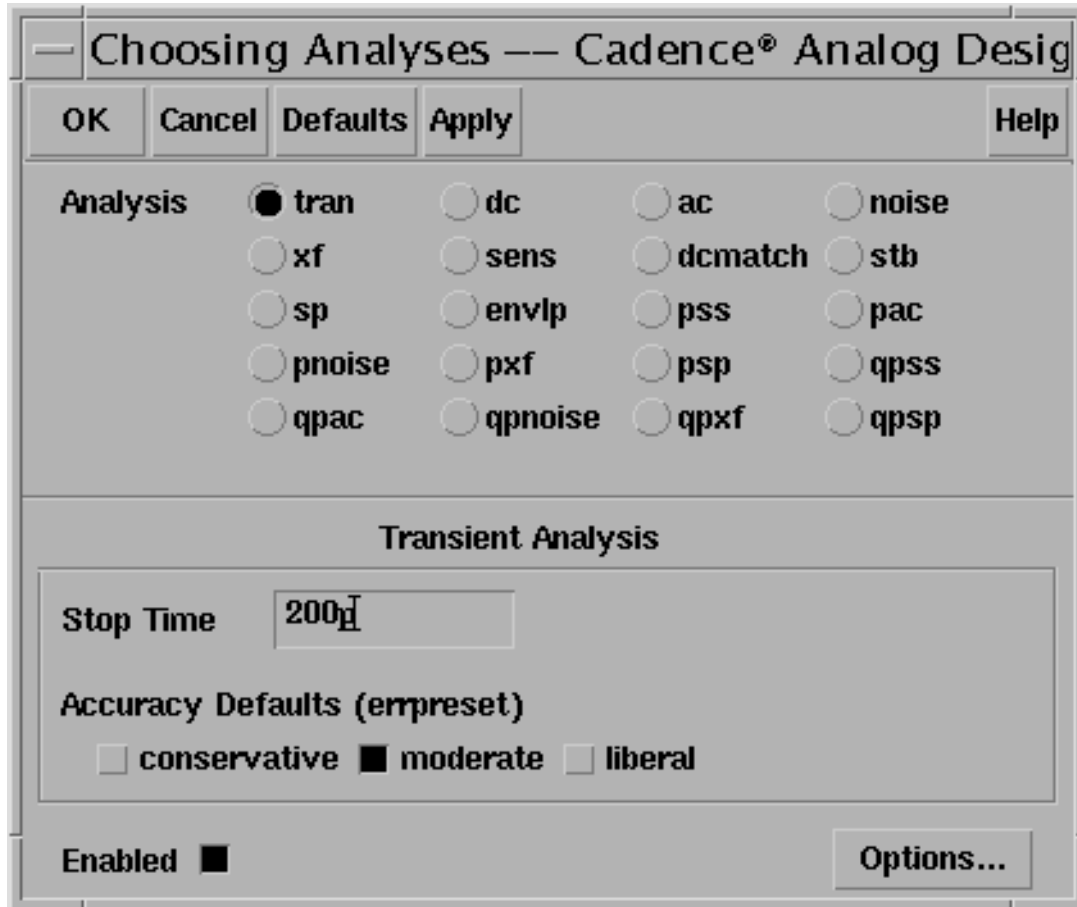 Choosing Analyses –– Cadence® Analog Desig
OK Cancel Defaults Apply Help
Analysis tran dc ac noise
xf sens dcmatch stb
sp envlp pss pac
pnoise pxf psp qpss
qpac qpnoise qpxf qpsp
Transient Analysis
Stop Time
Accuracy Defaults (errpreset)
conservative moderate liberal
Enabled Options...